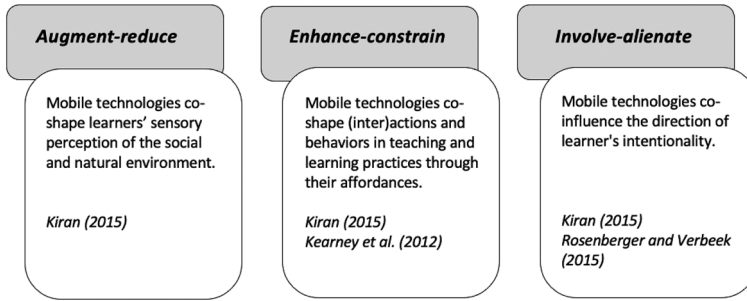 Augment-reduce
Mobile technologies co-
shape learners’ sensory
perception of the social
and natural environment.
Kiran (2015)
Enhance-constrain
Mobile technologies co-
shape (inter)actions and
behaviors in teaching and
learning practices through
their affordances.
Kiran (2015)
Kearney et al. (2012)
Involve-alienate
Mobile technologies co-
influence the direction of
learner's intentionality.
Kiran (2015)
Rosenberger and Verbeek
(2015)